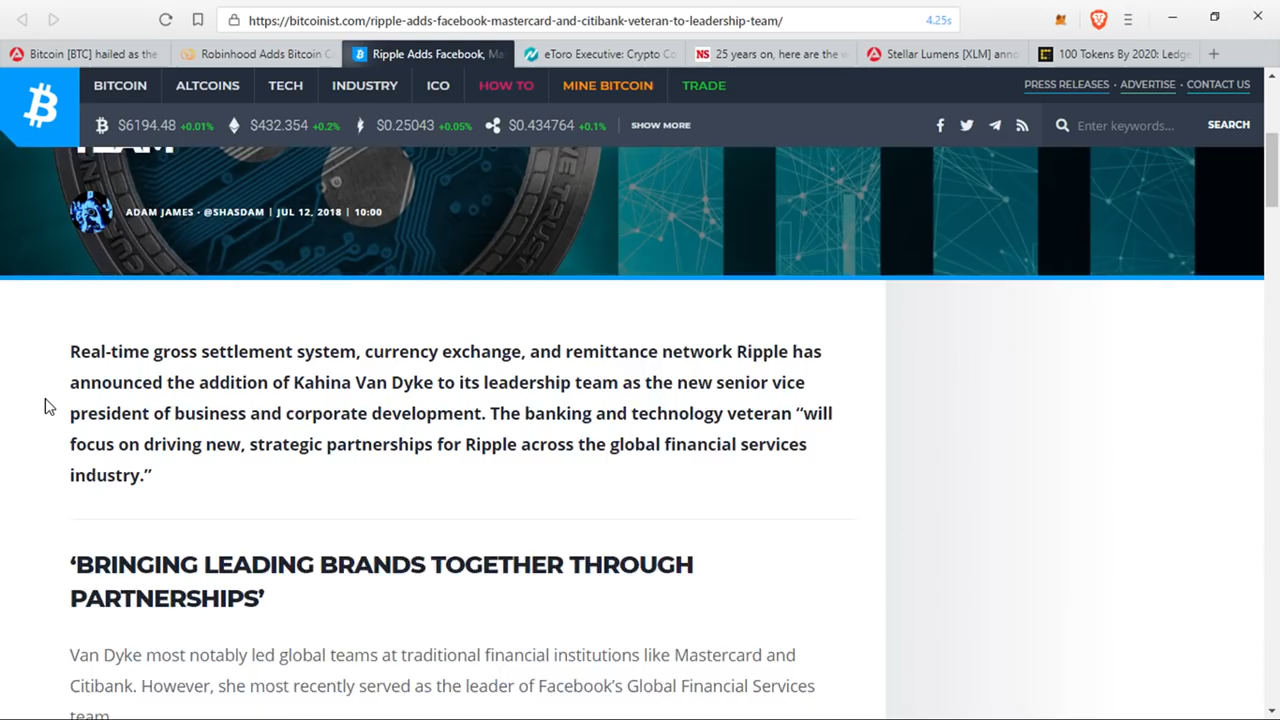 https://bitcoinist.com/ripple-adds-facebook-mastercard-and-citibank-veteran-to-leadership-team/ 4.25s
Bitcoin [BTC] hailed as the Robinhood Adds Bitcoin C Ripple Adds Facebook, Ma eToro Executive: Crypto Co NS 25 years on, here are the Stellar Lumens [XLM] anno 100 Tokens By 2020: Ledge
BITCOIN ALTCOINS TECH INDUSTRY ICO HOW TO MINE BITCOIN TRADE PRESS RELEASES · ADVERTISE · CONTACT US
$6194.48 +0.01% $432.354 +0.2% $0.25043 +0.05% $0.434764 +0.1% SHOW MORE Enter keywords... SEARCH
TEAM
ADAM JAMES · @SHASDAM | JUL 12, 2018 | 10:00
Real-time gross settlement system, currency exchange, and remittance network Ripple has
announced the addition of Kahina Van Dyke to its leadership team as the new senior vice
president of business and corporate development. The banking and technology veteran “will
focus on driving new, strategic partnerships for Ripple across the global financial services
industry.”
‘BRINGING LEADING BRANDS TOGETHER THROUGH
PARTNERSHIPS’
Van Dyke most notably led global teams at traditional financial institutions like Mastercard and
Citibank. However, she most recently served as the leader of Facebook’s Global Financial Services
team